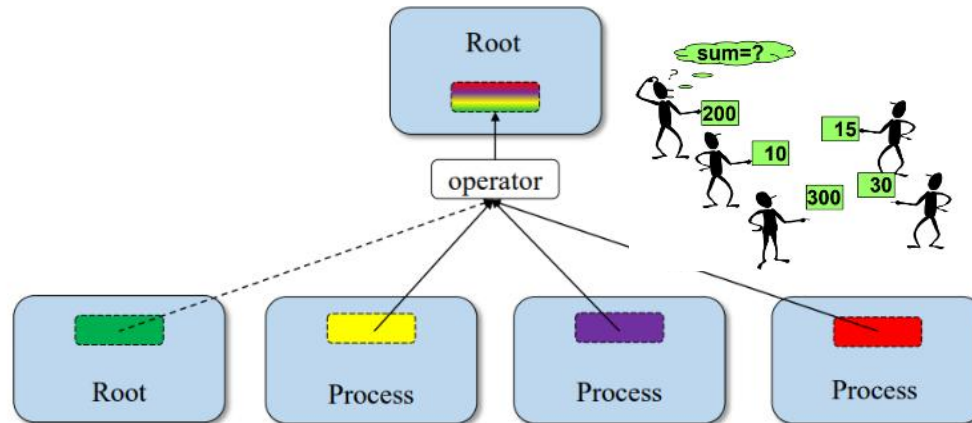 Root
sum=?
?
200
15
10
operator
30
300
Root
Process
Process
Process